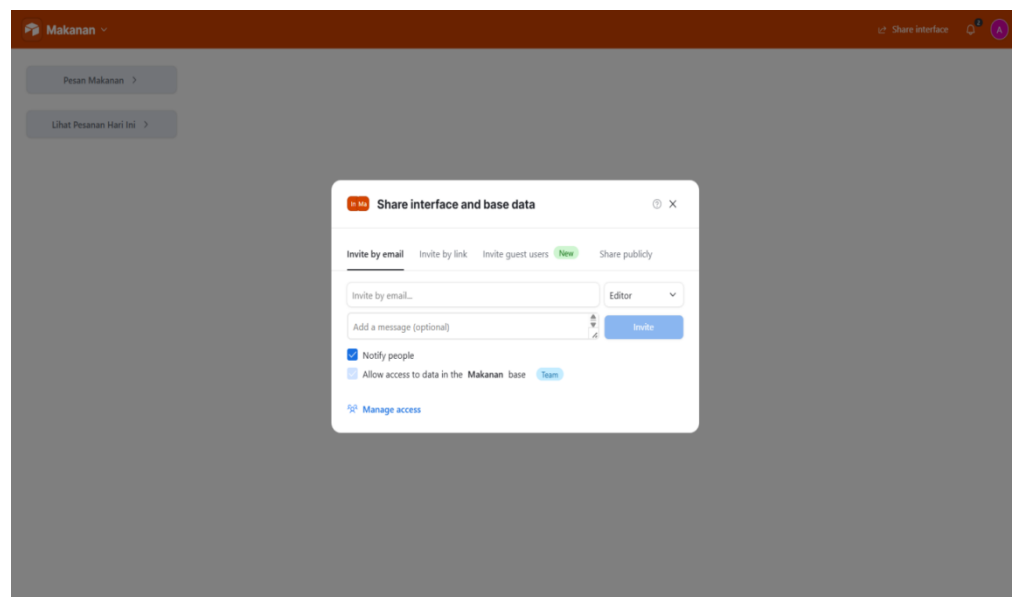 Makanan
Share interface
2
A
Pesan Makanan
Lihat Pesanan Hari Ini
In Ma
Share interface and base data
Invite by email
Invite by link
Invite guest users
New
Share publicly
Invite by email...
Editor
Add a message (optional)
Invite
Notify people
Allow access to data in the Makanan base
Team
Manage access